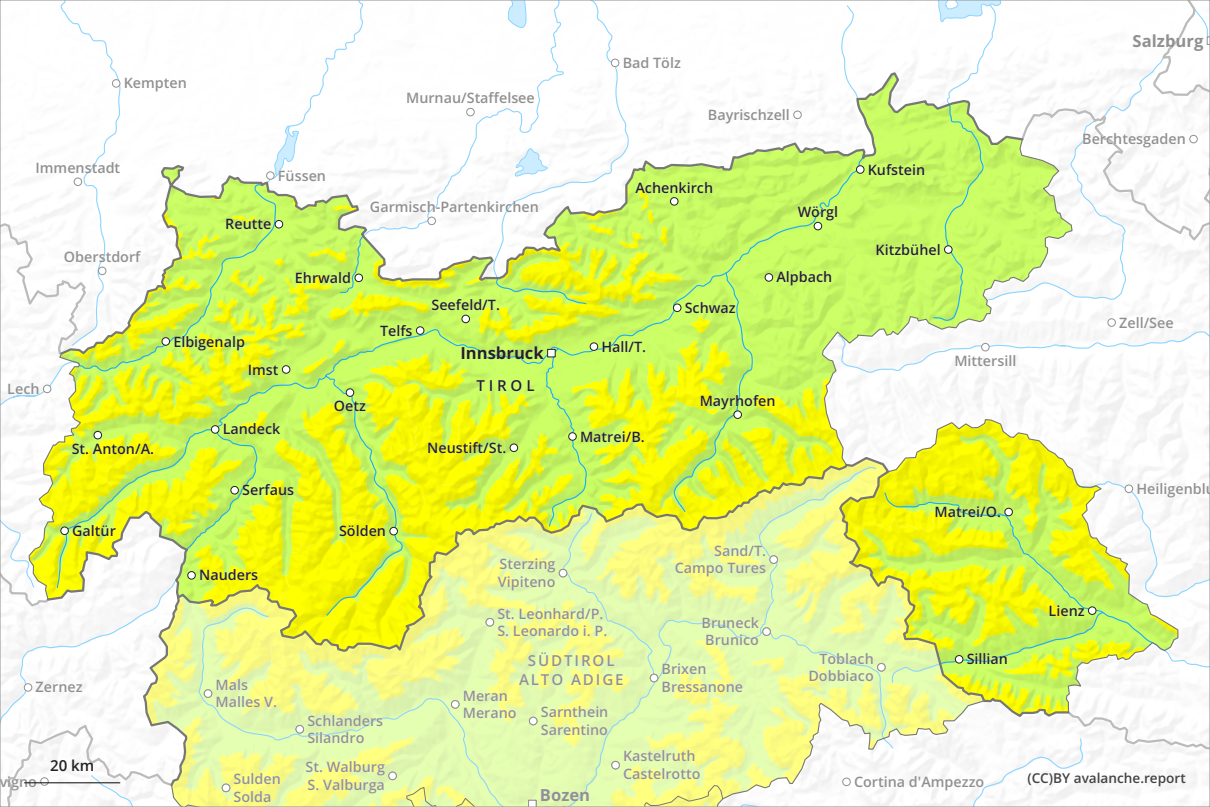 Salzburg
Bad Tölz
Kempten
Murnau/Staffelsee
Bayrischzell
Berchtesgaden
Immenstadt
Füssen
Kufstein
Achenkirch
Garmisch-Partenkirchen
Wörgl
Reutte
Oberstdorf
Kitzbühel
Ehrwald
Alpbach
Seefeld/T.
Schwaz
Zell/See
Telfs
Elbigenalp
Innsbruck
Hall/T.
Mittersill
Imst
TIROL
Lech
Oetz
Mayrhofen
Landeck
Matrei/B.
St. Anton/A.
Neustift/St.
Serfaus
Heiligenblu
Matrei/O.
Galtür
Sölden
Sand/T.
Campo Tures
Sterzing
Vipiteno
Nauders
Lienz
St. Leonhard/P.
S. Leonardo i. P.
Bruneck
Brunico
SÜDTIROL
ALTO ADIGE
Sillian
Toblach
Dobbiaco
Brixen
Bressanone
Zernez
Mals
Malles V.
Meran
Merano
Sarnthein
Sarentino
Schlanders
Silandro
Kastelruth
Castelrotto
20 km
St. Walburg
S. Valburga
Sulden
Solda
vigno
Cortina d'Ampezzo
(CC)BY avalanche.report
Bozen